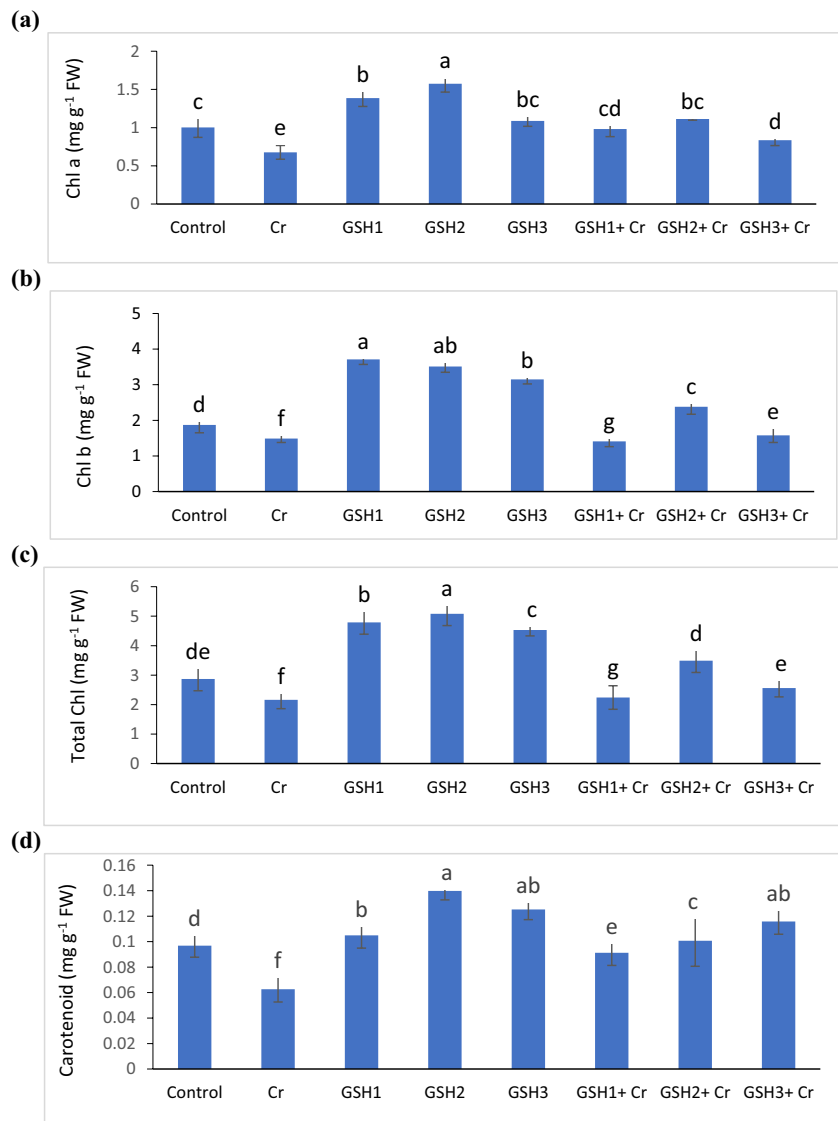 (a)
Chl a (mg g⁻¹ FW)
2
1.5
1
0.5
0
c e b a bc cd bc d
Control Cr GSH1 GSH2 GSH3 GSH1+ Cr GSH2+ Cr GSH3+ Cr
(b)
Chl b (mg g⁻¹ FW)
5
4
3
2
1
0
d f a ab b g c e
Control Cr GSH1 GSH2 GSH3 GSH1+ Cr GSH2+ Cr GSH3+ Cr
(c)
Total Chl (mg g⁻¹ FW)
6
5
4
3
2
1
0
de f b a c g d e
Control Cr GSH1 GSH2 GSH3 GSH1+ Cr GSH2+ Cr GSH3+ Cr
(d)
Carotenoid (mg g⁻¹ FW)
0.16
0.14
0.12
0.1
0.08
0.06
0.04
0.02
0
d f b a ab e c ab
Control Cr GSH1 GSH2 GSH3 GSH1+ Cr GSH2+ Cr GSH3+ Cr